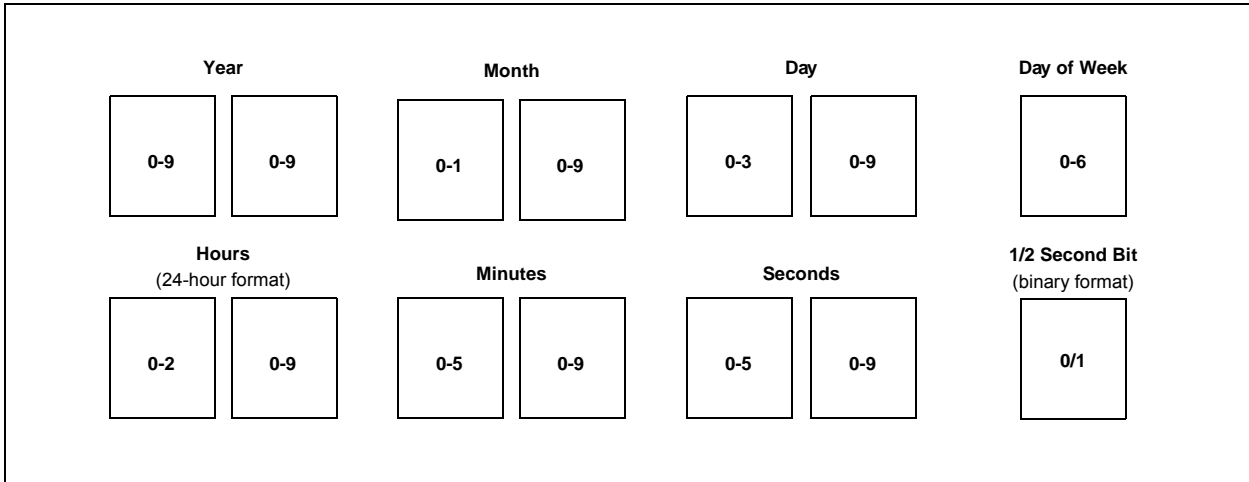 Year Month Day Day of Week
0-9 0-9 0-1 0-9 0-3 0-9 0-6
Hours
(24-hour format)
Minutes Seconds
1/2 Second Bit
(binary format)
0-2 0-9 0-5 0-9 0-5 0-9 0/1